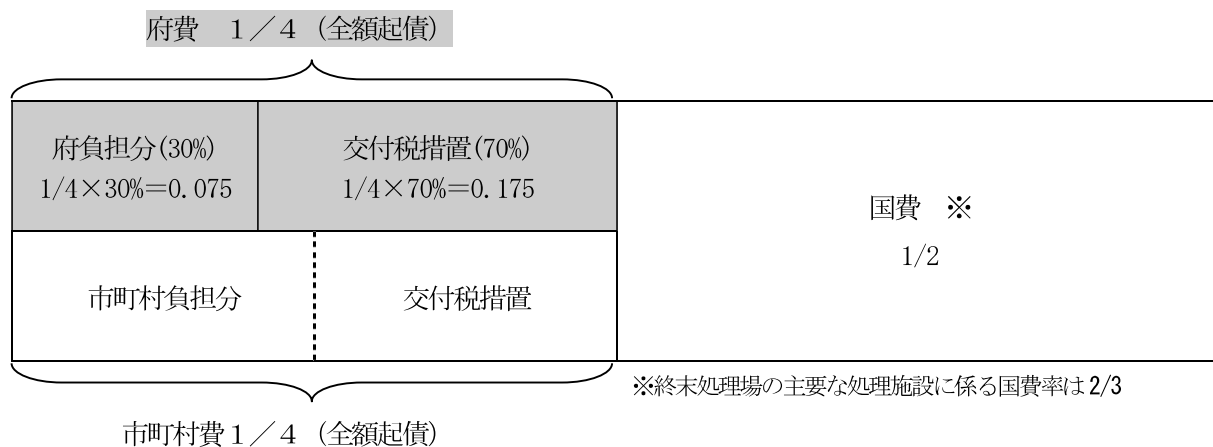 府費　１／４（全額起債）
府負担分(30%)
1/4×30%＝0.075
交付税措置(70%)
1/4×70%＝0.175
国費　※
1/2
市町村負担分
交付税措置
※終末処理場の主要な処理施設に係る国費率は2/3
市町村費１／４（全額起債）